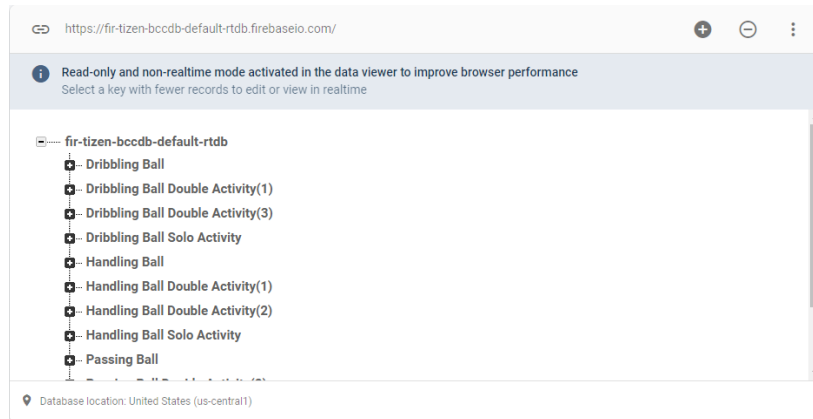 https://fir-tizen-bccdb-default-rtdb.firebaseio.com/
Read-only and non-realtime mode activated in the data viewer to improve browser performance
Select a key with fewer records to edit or view in realtime
fir-tizen-bccdb-default-rtdb
Dribbling Ball
Dribbling Ball Double Activity(1)
Dribbling Ball Double Activity(3)
Dribbling Ball Solo Activity
Handling Ball
Handling Ball Double Activity(1)
Handling Ball Double Activity(2)
Handling Ball Solo Activity
Passing Ball
Database location: United States (us-central1)